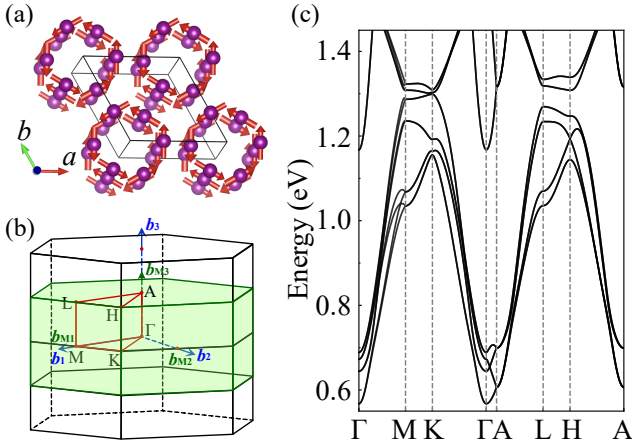 (a)
b
a
(b)
b3
bM3
L
A
H
Γ
bM1
b1
M
K
bM2
b2
(c)
Energy (eV)
1.4
1.2
1.0
0.8
0.6
Γ M K Γ A L H A